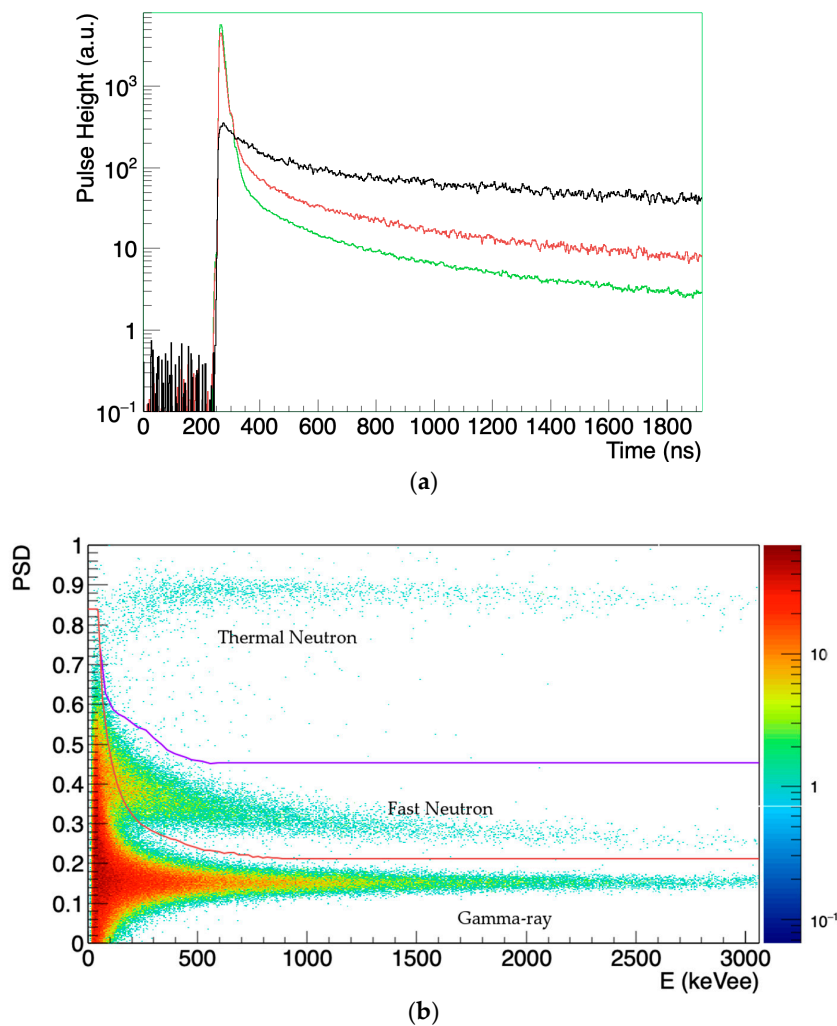 Pulse Height (a.u.)
10³
10²
10
1
10⁻¹
0 200 400 600 800 1000 1200 1400 1600 1800
Time (ns)
(a)
PSD
1
0.9
0.8
0.7
0.6
0.5
0.4
0.3
0.2
0.1
0
Thermal Neutron
Fast Neutron
Gamma-ray
10
1
10⁻¹
0 500 1000 1500 2000 2500 3000
E (keVee)
(b)